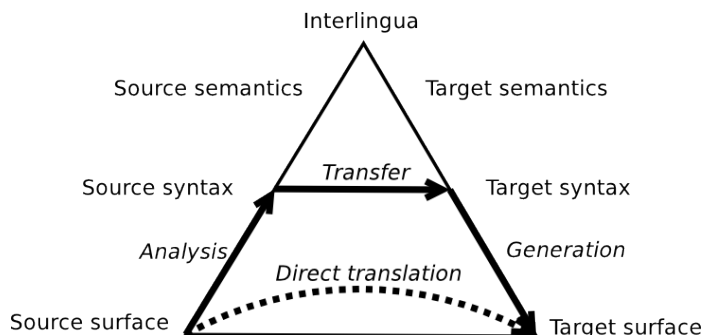 Interlingua
Source semantics
Target semantics
Transfer
Source syntax
Target syntax
Analysis
Generation
Direct translation
Source surface
Target surface